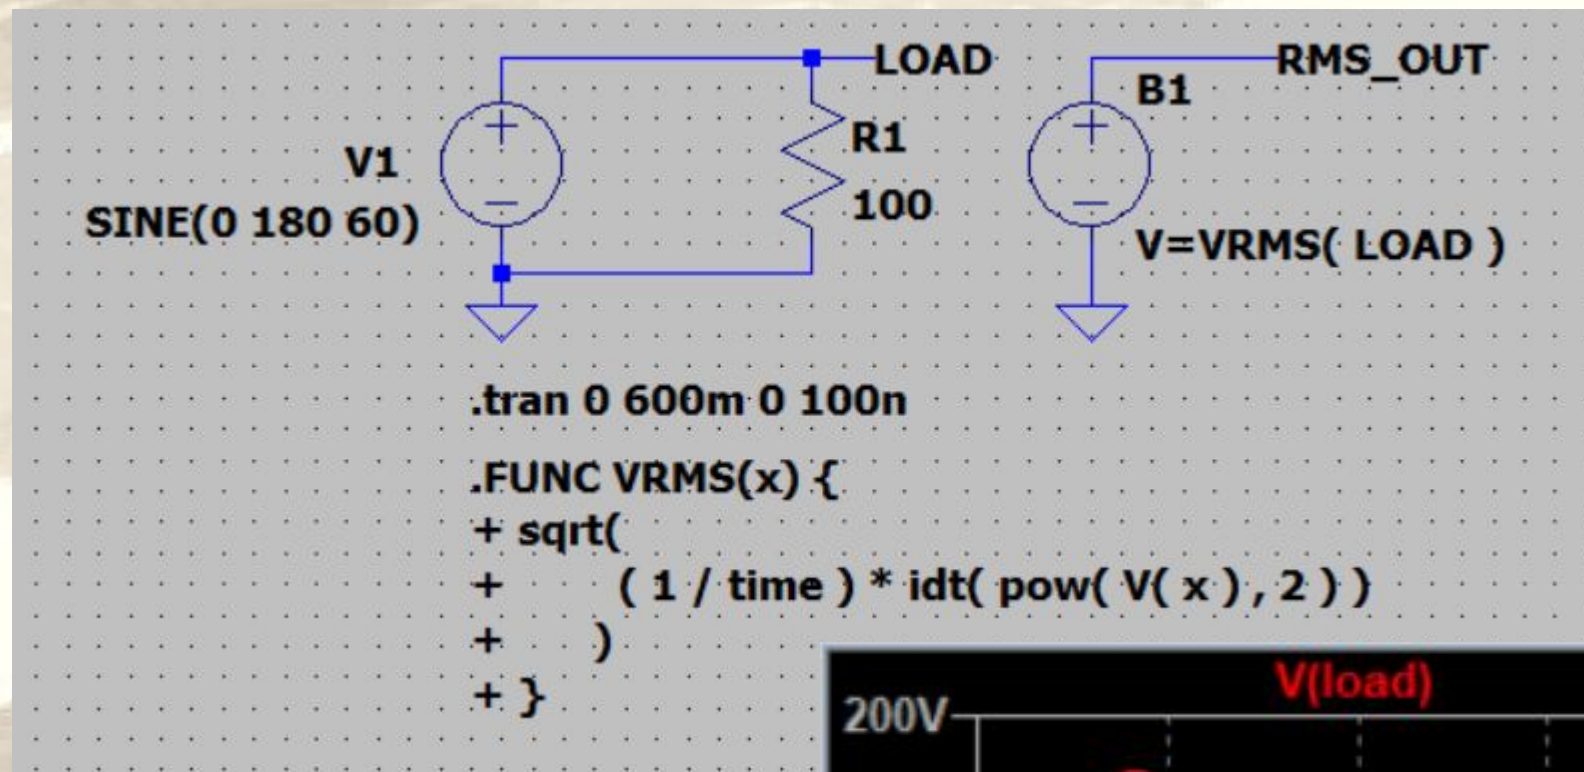 LOAD
RMS_OUT
B1
R1
V1
100
SINE(0 180 60)
V=VRMS( LOAD )
.tran 0 600m 0 100n
.FUNC VRMS(x) {
+ sqrt(
+ ( 1 / time ) * idt( pow( V( x ) , 2 ) )
+ )
+ }
V(load)
200V